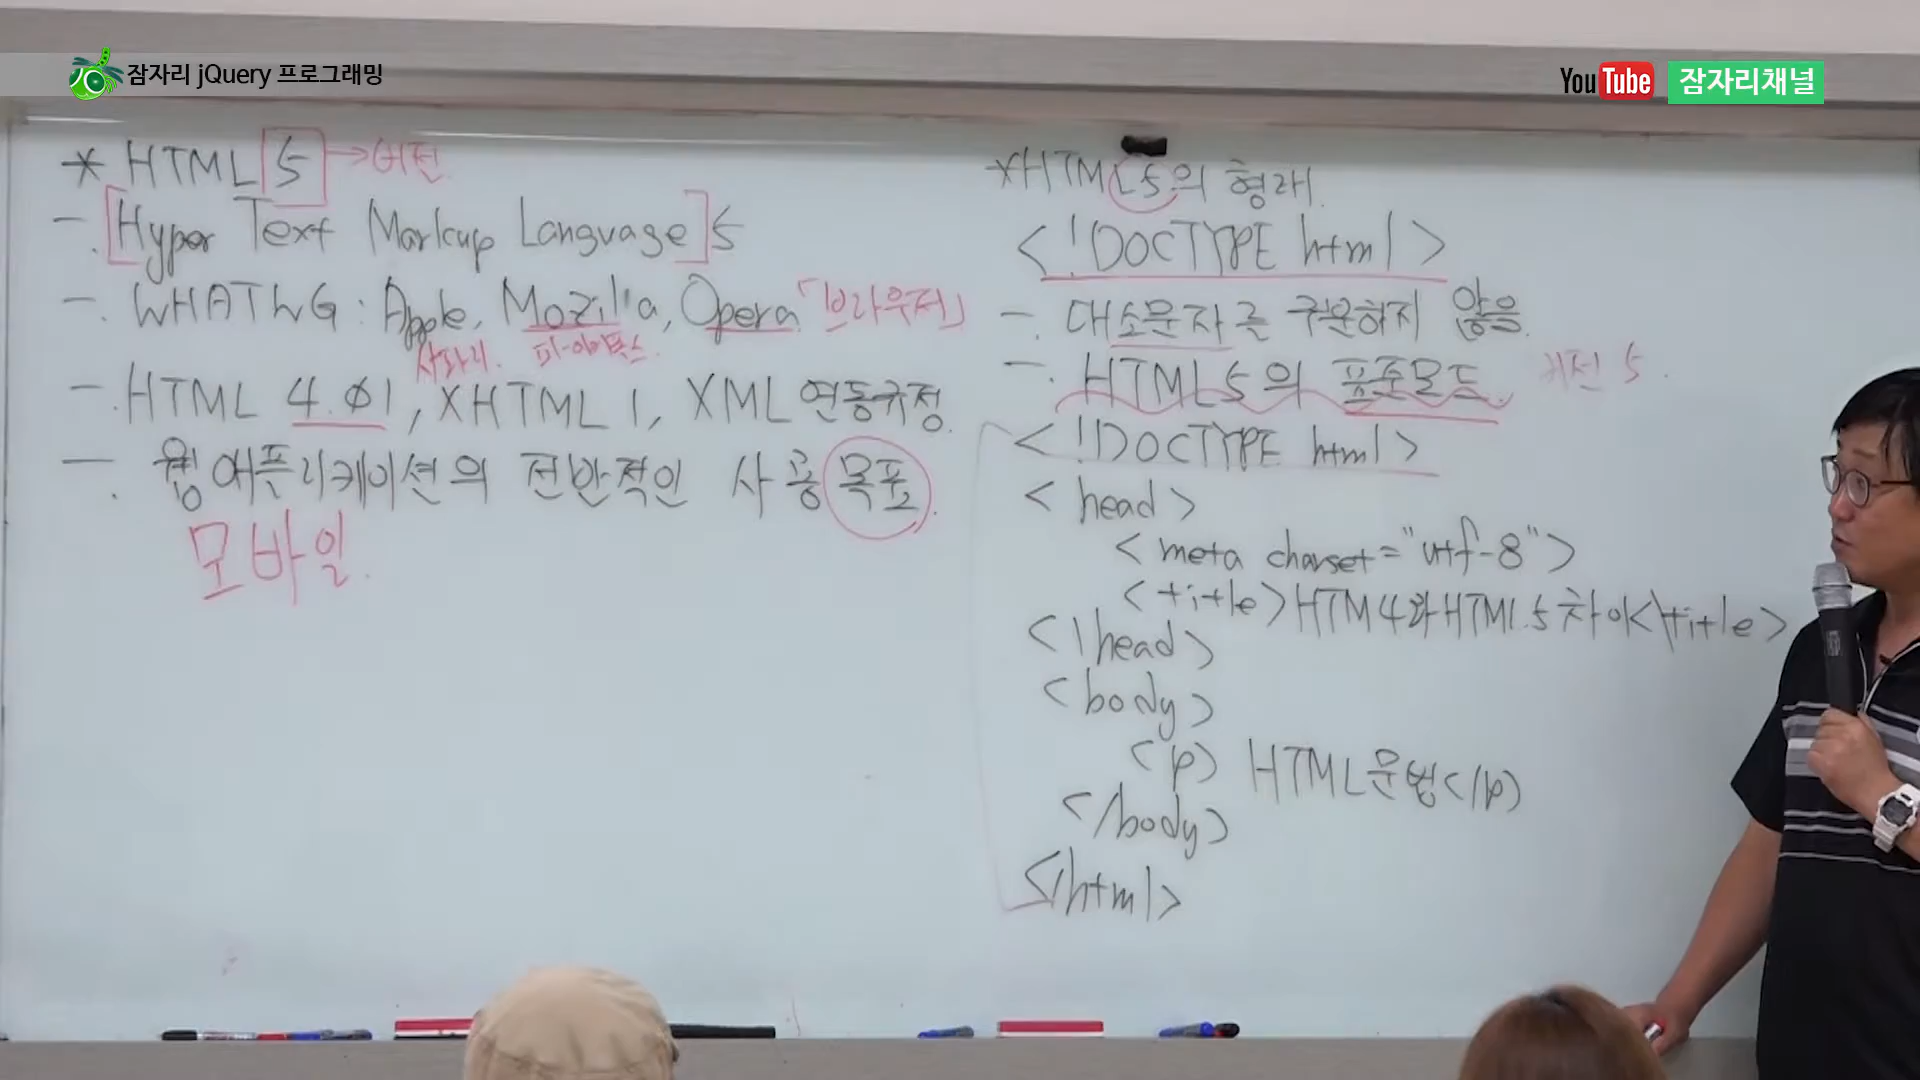 잠자리 jQuery 프로그래밍
YouTube 잠자리채널
* HTML 5 → 버전
- [Hyper Text Markup Language] 5
- WHATWG : Apple, Mozilla, Opera 「브라우저」
사파리. 파이어폭스.
- HTML 4.01, XHTML 1, XML 연동규정.
- 웹 애플리케이션의 전반적인 사용 목표.
모바일.
*HTML5의 형태.
<!DOCTYPE html>
-. 대소문자를 구분하지 않음.
-. HTML5의 표준모드. 버전 5.
<!DOCTYPE html>
<head>
<meta charset="utf-8">
<title>HTM4와 HTML5 차이<\title>
</head>
<body>
<p> HTML문법</p>
</body>
</html>